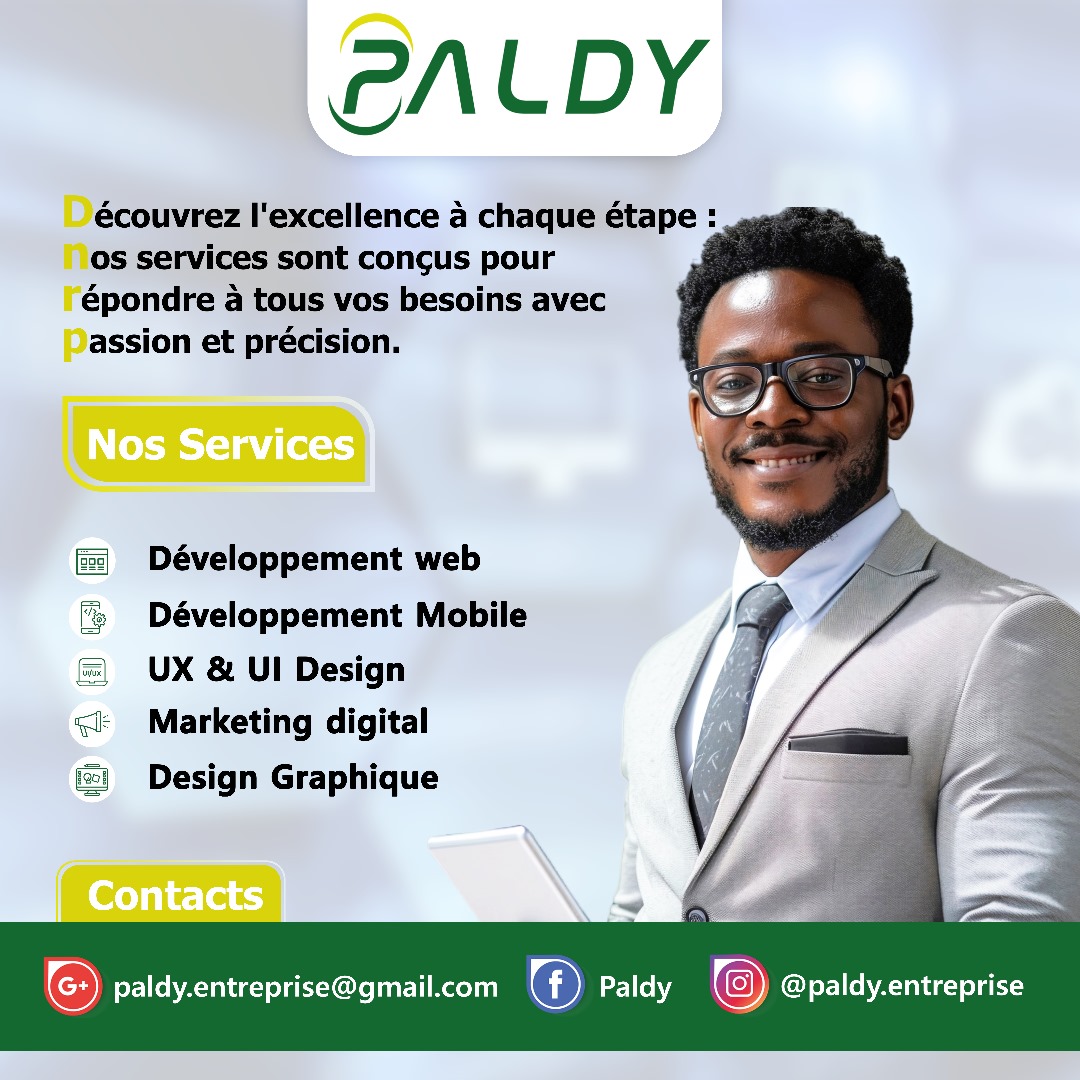 PALDY
Découvrez l'excellence à chaque étape :
nos services sont conçus pour
répondre à tous vos besoins avec
passion et précision.
Nos Services
Développement web
Développement Mobile
UI/UX
UX & UI Design
Marketing digital
Design Graphique
Contacts
G+ paldy.entreprise@gmail.com f Paldy @paldy.entreprise